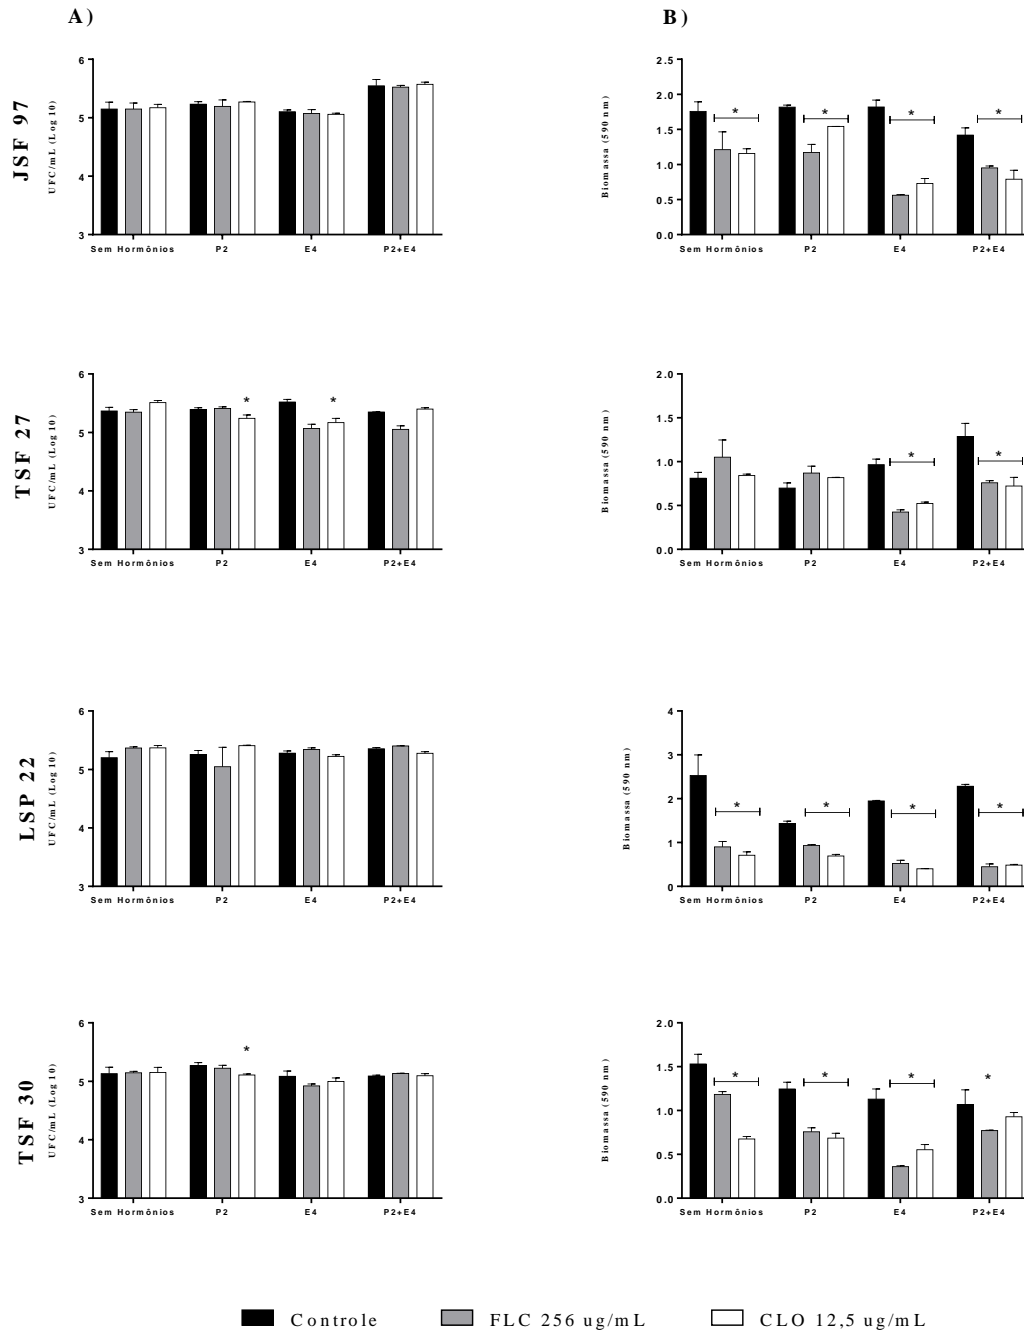 A)
B)
JSF 97
UFC/mL (Log 10)
6
5
4
3
Sem Hormônios P2 E4 P2+E4
Biomassa (590 nm)
2.5
2.0
1.5
1.0
0.5
0.0
* * * *
Sem Hormônios P2 E4 P2+E4
TSF 27
UFC/mL (Log 10)
6
5
4
3
* *
Sem Hormônios P2 E4 P2+E4
Biomassa (590 nm)
2.0
1.5
1.0
0.5
0.0
* *
Sem Hormônios P2 E4 P2+E4
LSP 22
UFC/mL (Log 10)
6
5
4
3
Sem Hormônios P2 E4 P2+E4
Biomassa (590 nm)
4
3
2
1
0
* * * *
Sem Hormônios P2 E4 P2+E4
TSF 30
UFC/mL (Log 10)
6
5
4
3
*
Sem Hormônios P2 E4 P2+E4
Biomassa (590 nm)
2.0
1.5
1.0
0.5
0.0
* * * *
Sem Hormônios P2 E4 P2+E4
Controle FLC 256 ug/mL CLO 12,5 ug/mL